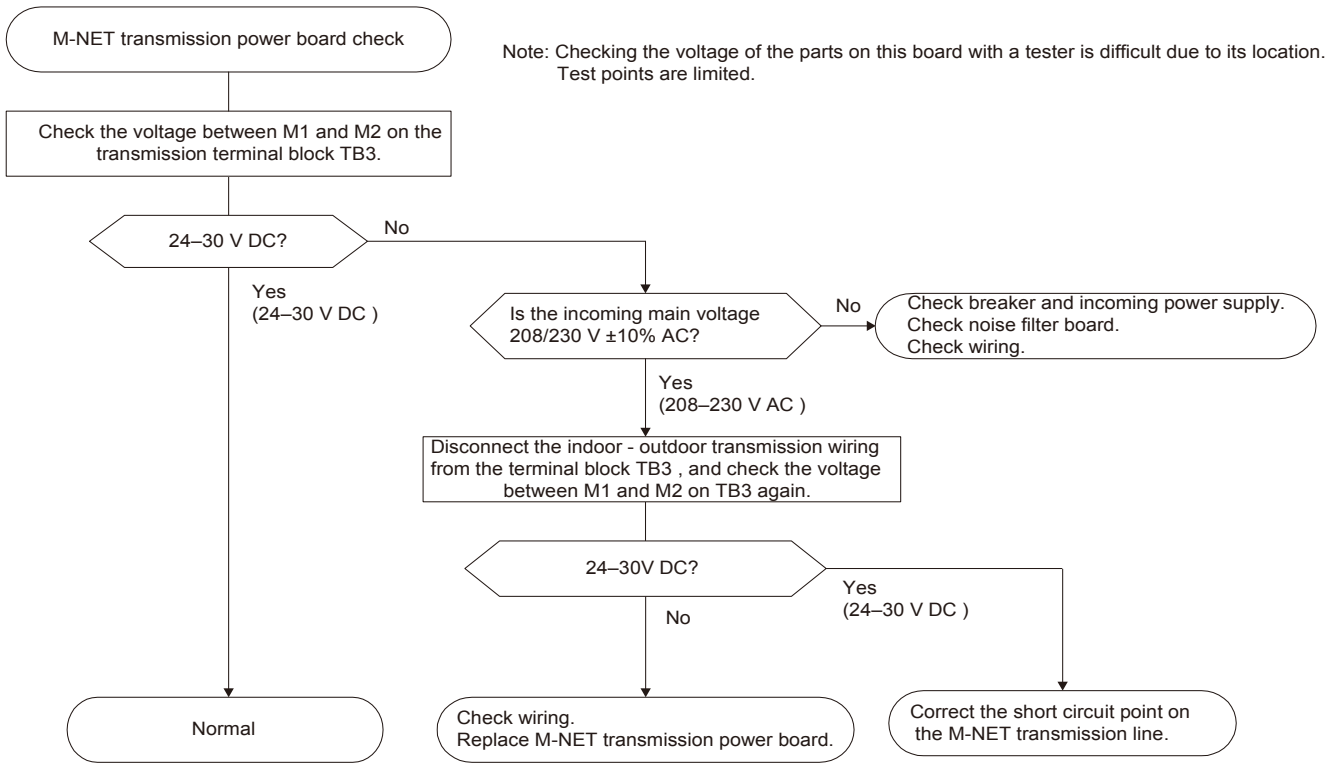 M-NET transmission power board check
Note: Checking the voltage of the parts on this board with a tester is difficult due to its location.
Test points are limited.
Check the voltage between M1 and M2 on the
transmission terminal block TB3.
24–30 V DC?
No
Yes
(24–30 V DC )
Is the incoming main voltage
208/230 V ±10% AC?
No
Check breaker and incoming power supply.
Check noise filter board.
Check wiring.
Yes
(208–230 V AC )
Disconnect the indoor - outdoor transmission wiring
from the terminal block TB3 , and check the voltage
between M1 and M2 on TB3 again.
24–30V DC?
Yes
(24–30 V DC )
No
Normal
Check wiring.
Replace M-NET transmission power board.
Correct the short circuit point on
the M-NET transmission line.